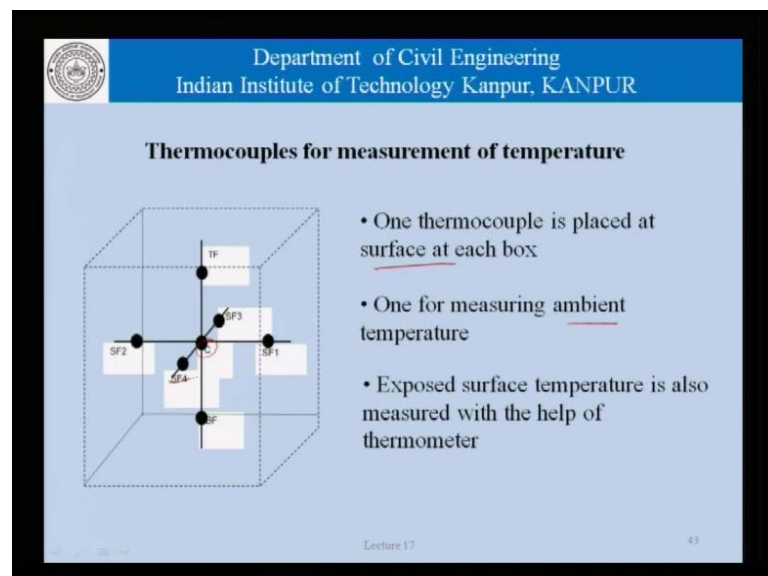 Department of Civil Engineering
Indian Institute of Technology Kanpur, KANPUR
Thermocouples for measurement of temperature
TF
SF3
SF2
C
SF1
SF4
BF
• One thermocouple is placed at
surface at each box
• One for measuring ambient
temperature
• Exposed surface temperature is also
measured with the help of
thermometer
Lecture 17
43